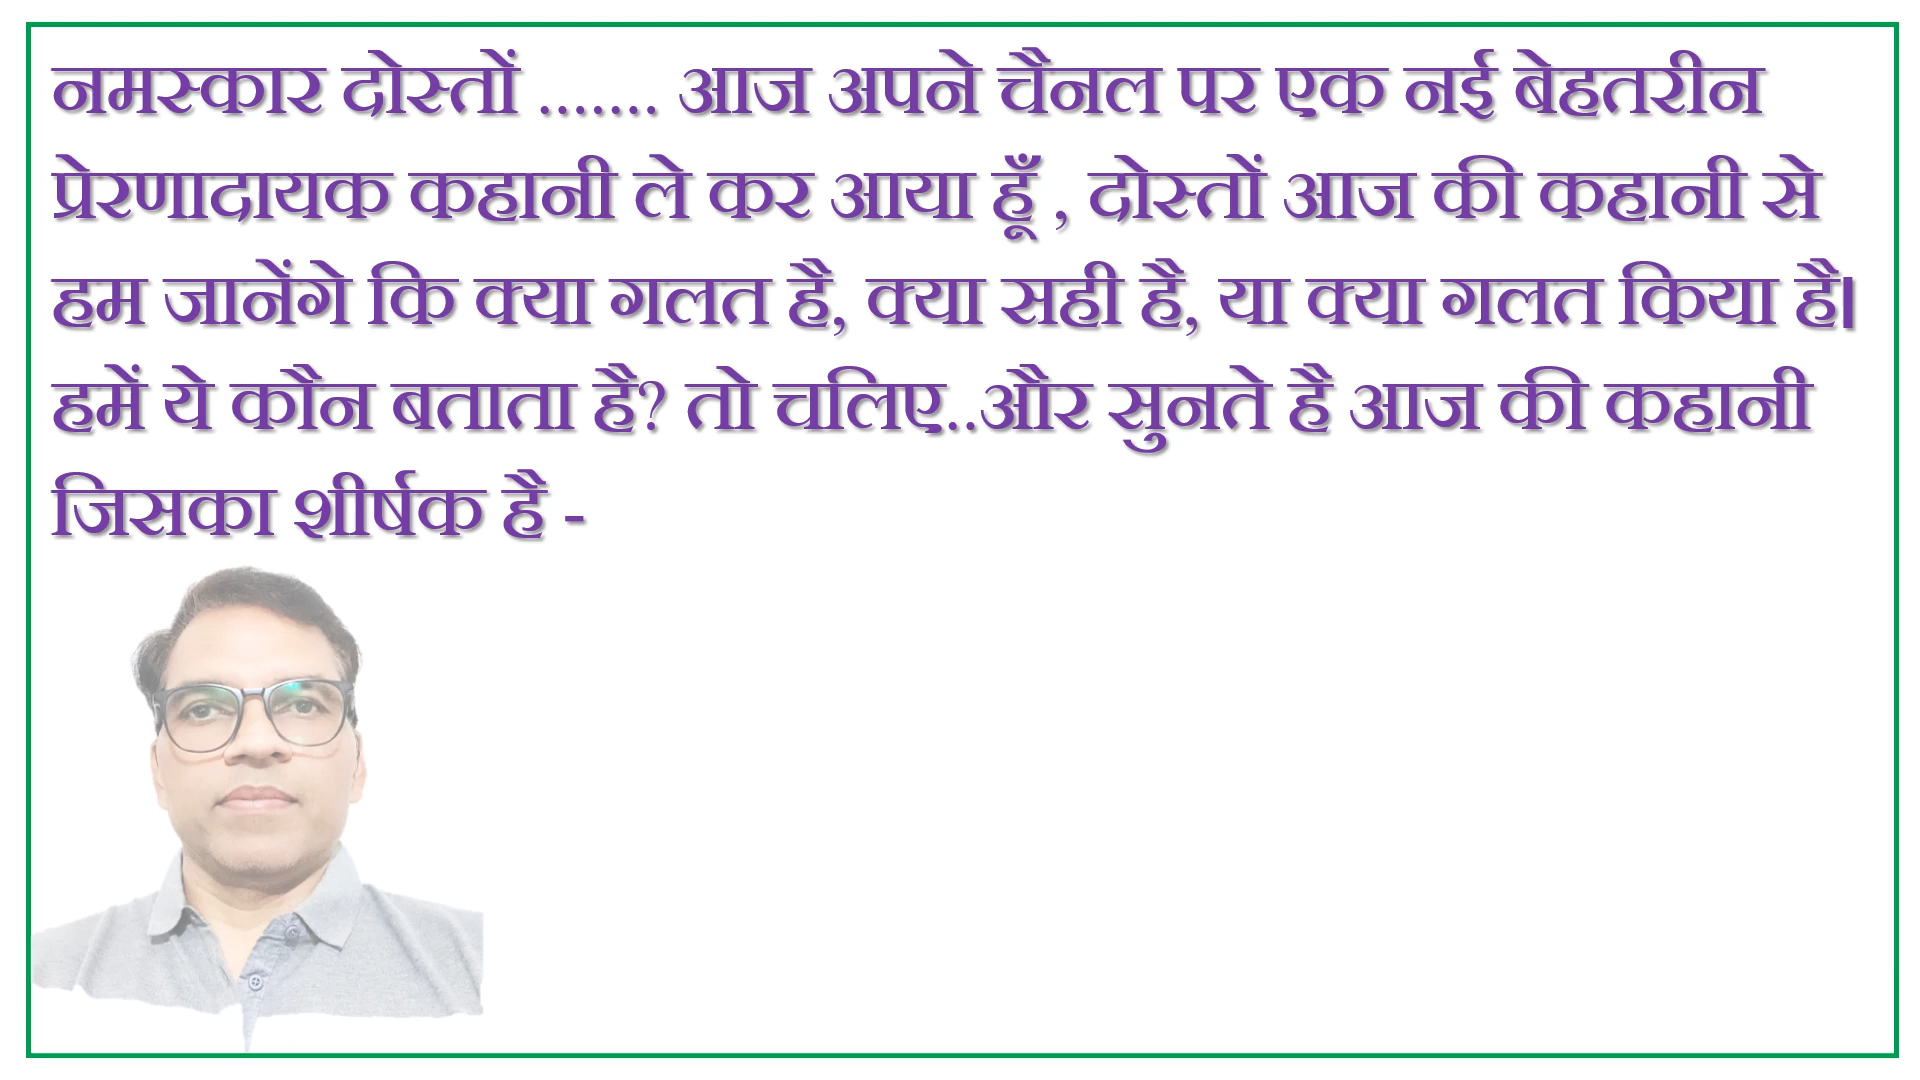 नमस्कार दोस्तों ....... आज अपने चैनल पर एक नई बेहतरीन
प्रेरणादायक कहानी ले कर आया हूँ , दोस्तों आज की कहानी से
हम जानेंगे कि क्या गलत है, क्या सही है, या क्या गलत किया है।
हमें ये कौन बताता है? तो चलिए..और सुनते है आज की कहानी
जिसका शीर्षक है -